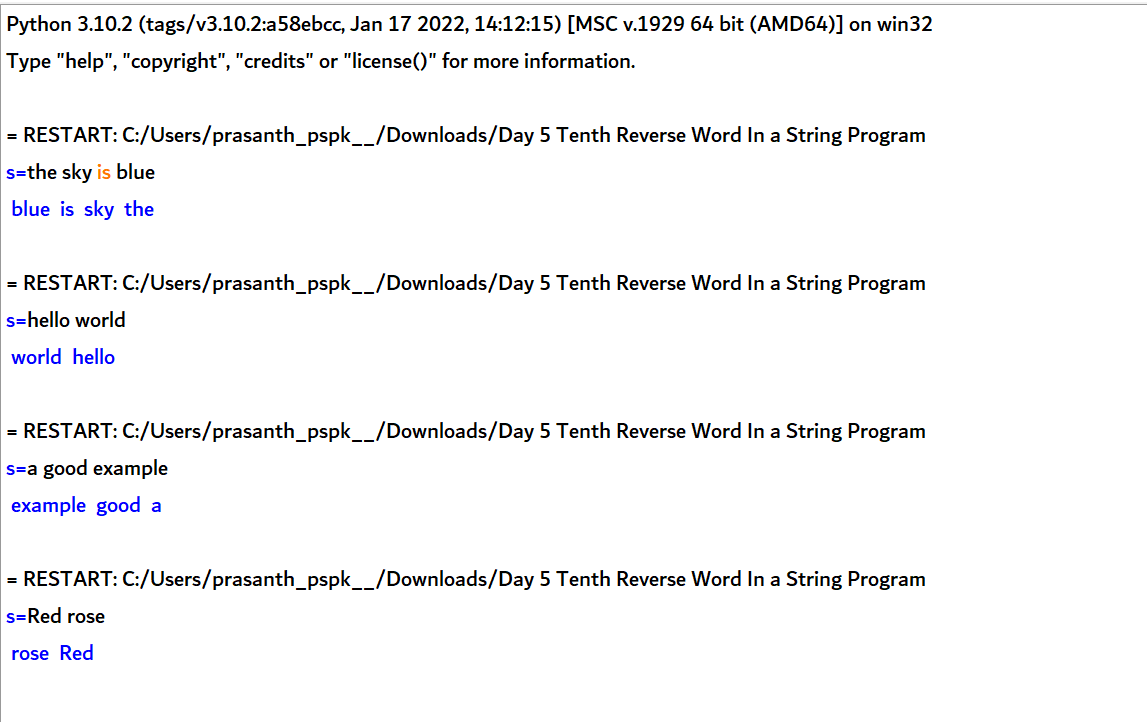 Python 3.10.2 (tags/v3.10.2:a58ebcc, Jan 17 2022, 14:12:15) [MSC v.1929 64 bit (AMD64)] on win32
Type "help", "copyright", "credits" or "license()" for more information.
= RESTART: C:/Users/prasanth_pspk__/Downloads/Day 5 Tenth Reverse Word In a String Program
s=the sky is blue
 blue  is  sky  the
= RESTART: C:/Users/prasanth_pspk__/Downloads/Day 5 Tenth Reverse Word In a String Program
s=hello world
 world  hello
= RESTART: C:/Users/prasanth_pspk__/Downloads/Day 5 Tenth Reverse Word In a String Program
s=a good example
 example  good  a
= RESTART: C:/Users/prasanth_pspk__/Downloads/Day 5 Tenth Reverse Word In a String Program
s=Red rose
 rose  Red